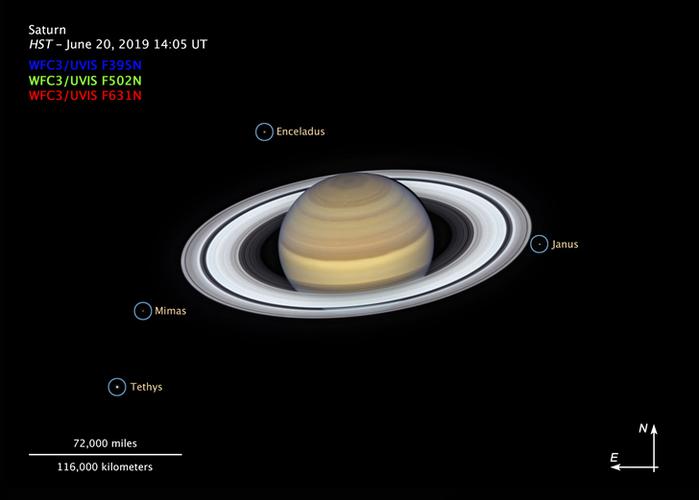 Saturn
HST – June 20, 2019 14:05 UT
WFC3/UVIS F395N
WFC3/UVIS F502N
WFC3/UVIS F631N
Enceladus
Janus
Mimas
Tethys
72,000 miles
116,000 kilometers
N
E